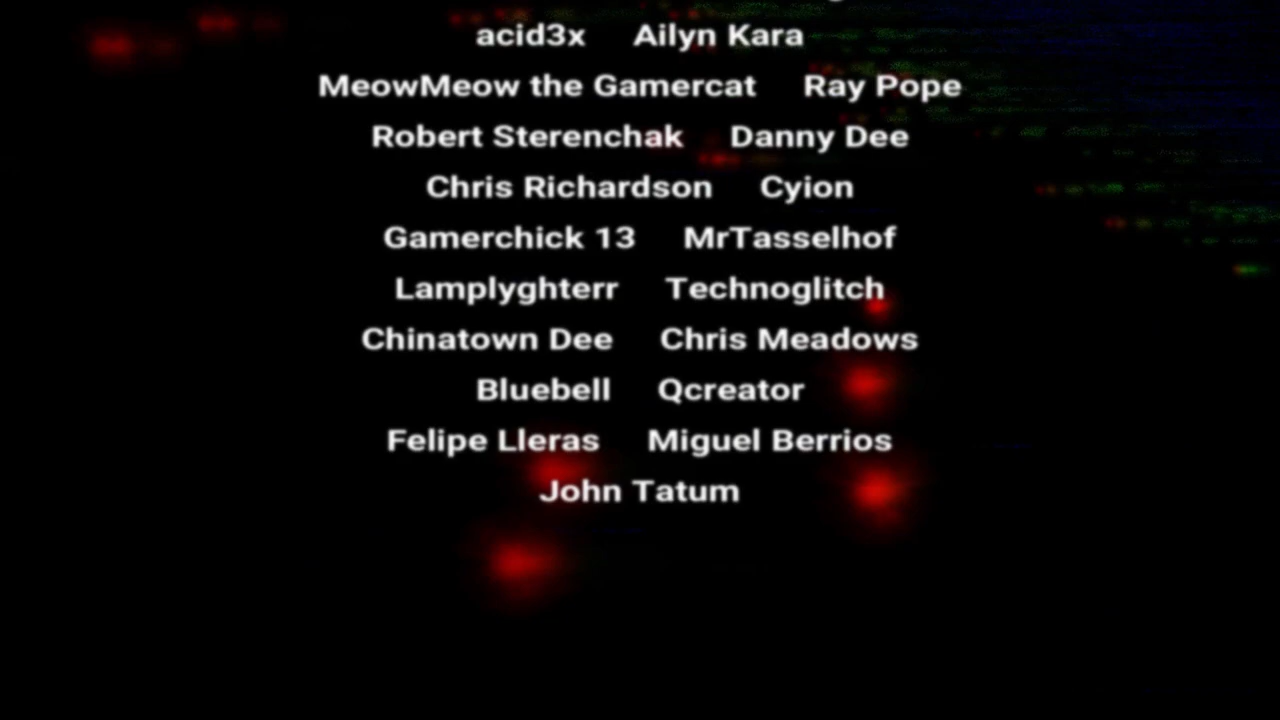 acid3x Ailyn Kara
MeowMeow the Gamercat Ray Pope
Robert Sterenchak Danny Dee
Chris Richardson Cyion
Gamerchick 13 MrTasselhof
Lamplyghterr Technoglitch
Chinatown Dee Chris Meadows
Bluebell Qcreator
Felipe Lleras Miguel Berrios
John Tatum